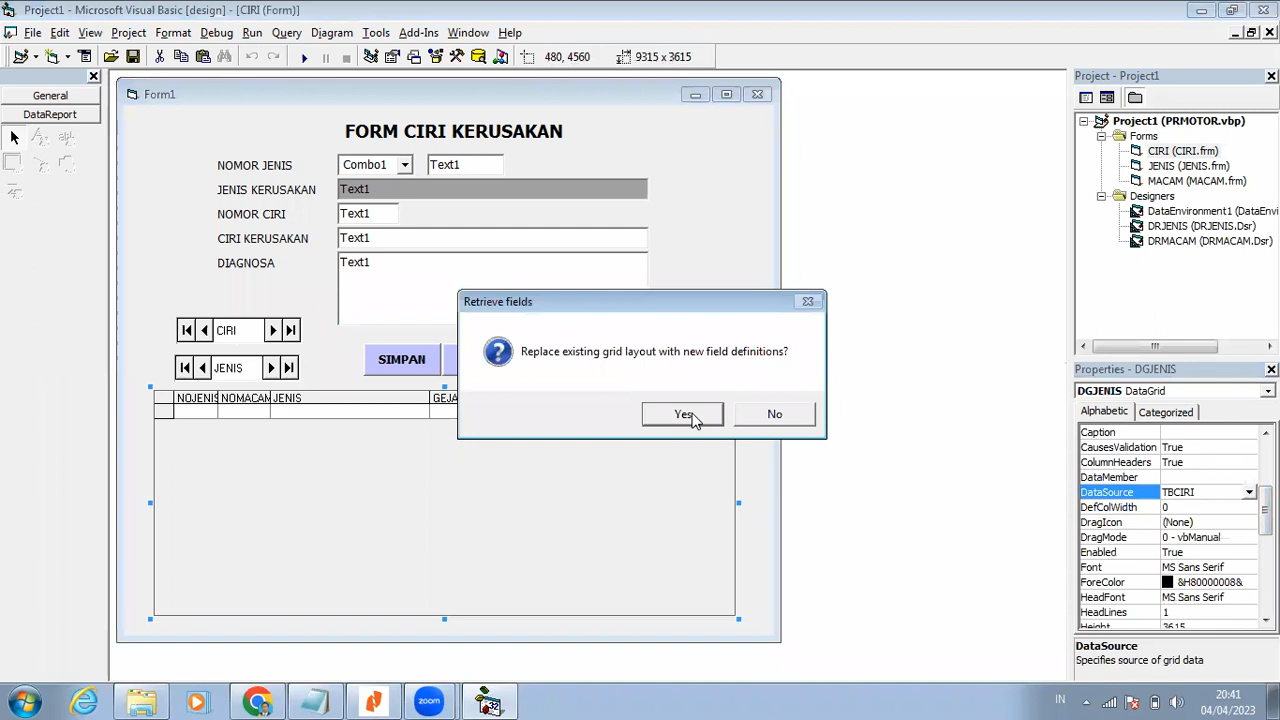 Project1 - Microsoft Visual Basic [design] - [CIRI (Form)]
File Edit View Project Format Debug Run Query Diagram Tools Add-Ins Window Help
480, 4560 9315 x 3615
General
DataReport
Form1
FORM CIRI KERUSAKAN
NOMOR JENIS Combo1 Text1
JENIS KERUSAKAN Text1
NOMOR CIRI Text1
CIRI KERUSAKAN Text1
DIAGNOSA Text1
CIRI
JENIS
SIMPAN
NOJENIS NOMACAM JENIS GEJA
Retrieve fields
Replace existing grid layout with new field definitions?
Yes No
Project - Project1
Project1 (PRMOTOR.vbp)
Forms
CIRI (CIRI.frm)
JENIS (JENIS.frm)
MACAM (MACAM.frm)
Designers
DataEnvironment1 (DataEnvi
DRJENIS (DRJENIS.Dsr)
DRMACAM (DRMACAM.Dsr)
Properties - DGJENIS
DGJENIS DataGrid
Alphabetic Categorized
Caption
CausesValidation True
ColumnHeaders True
DataMember
DataSource TBCIRI
DefColWidth 0
DragIcon (None)
DragMode 0 - vbManual
Enabled True
Font MS Sans Serif
ForeColor &H80000008&
HeadFont MS Sans Serif
HeadLines 1
Height 3615
DataSource
Specifies source of grid data
32
zoom
IN
20:41
04/04/2023